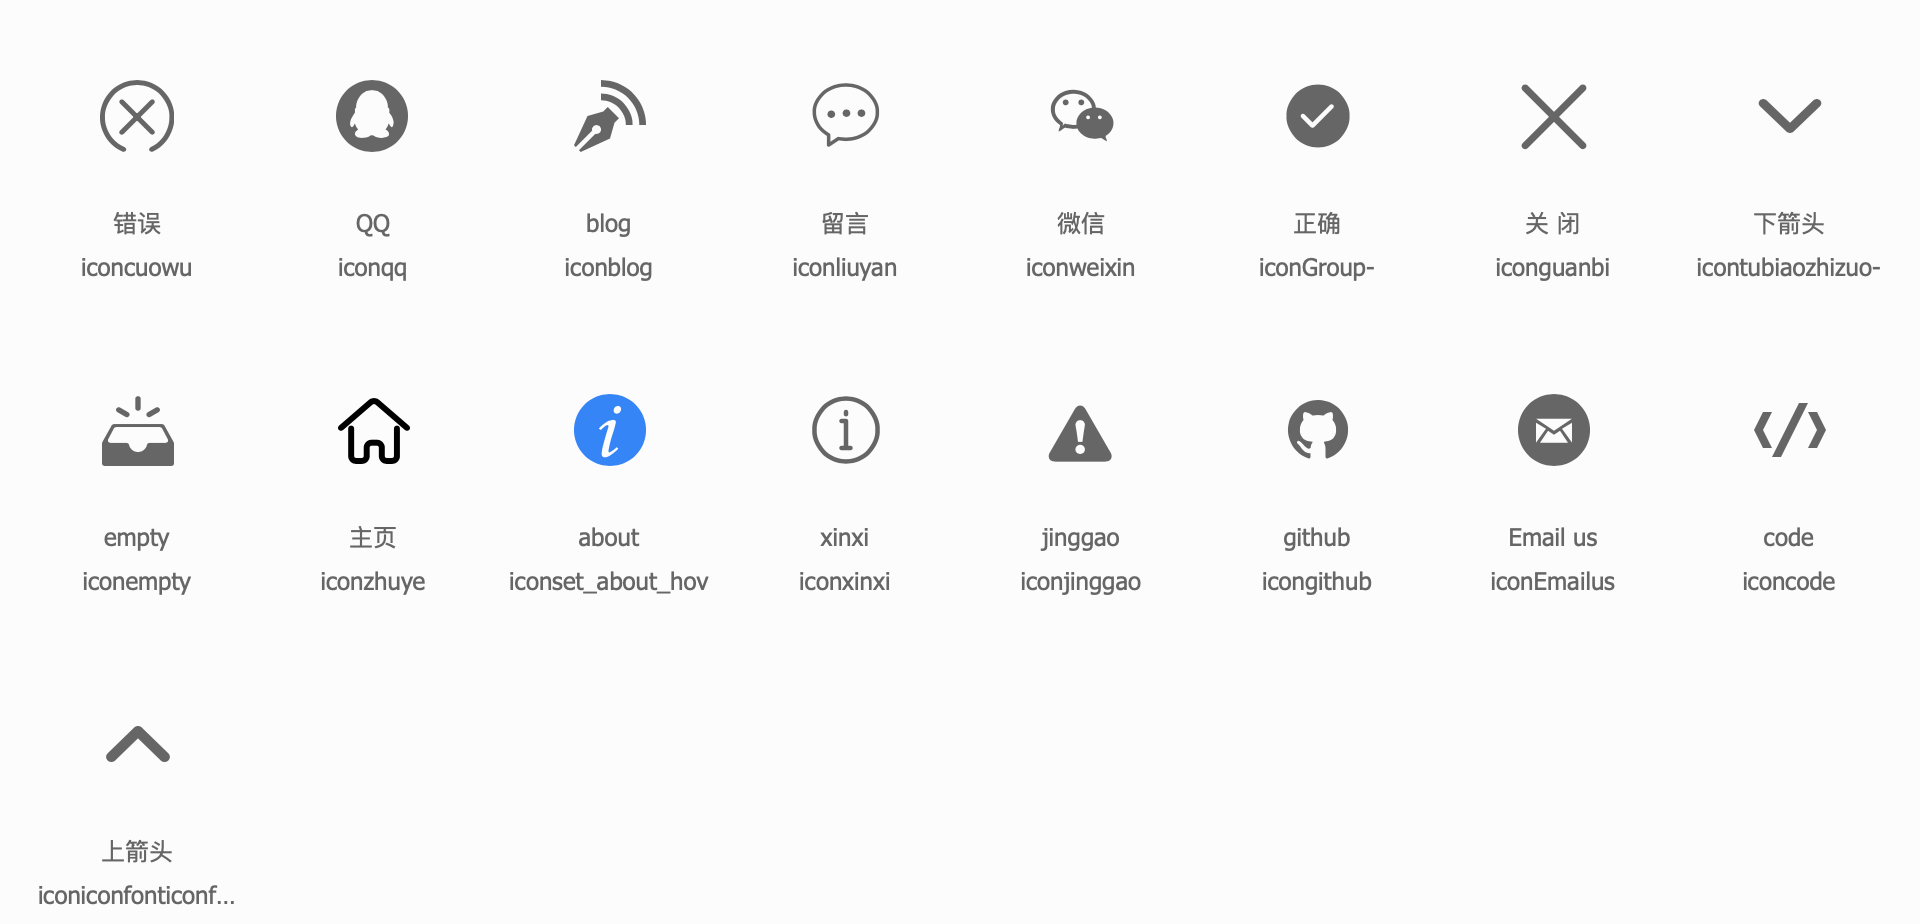 错误 QQ blog 留言 微信 正确 关 闭 下箭头
iconcuowu iconqq iconblog iconliuyan iconweixin iconGroup- iconguanbi icontubiaozhizuo-
empty 主页 about xinxi jinggao github Email us code
iconempty iconzhuye iconset_about_hov iconxinxi iconjinggao icongithub iconEmailus iconcode
上箭头
iconiconfonticonf...